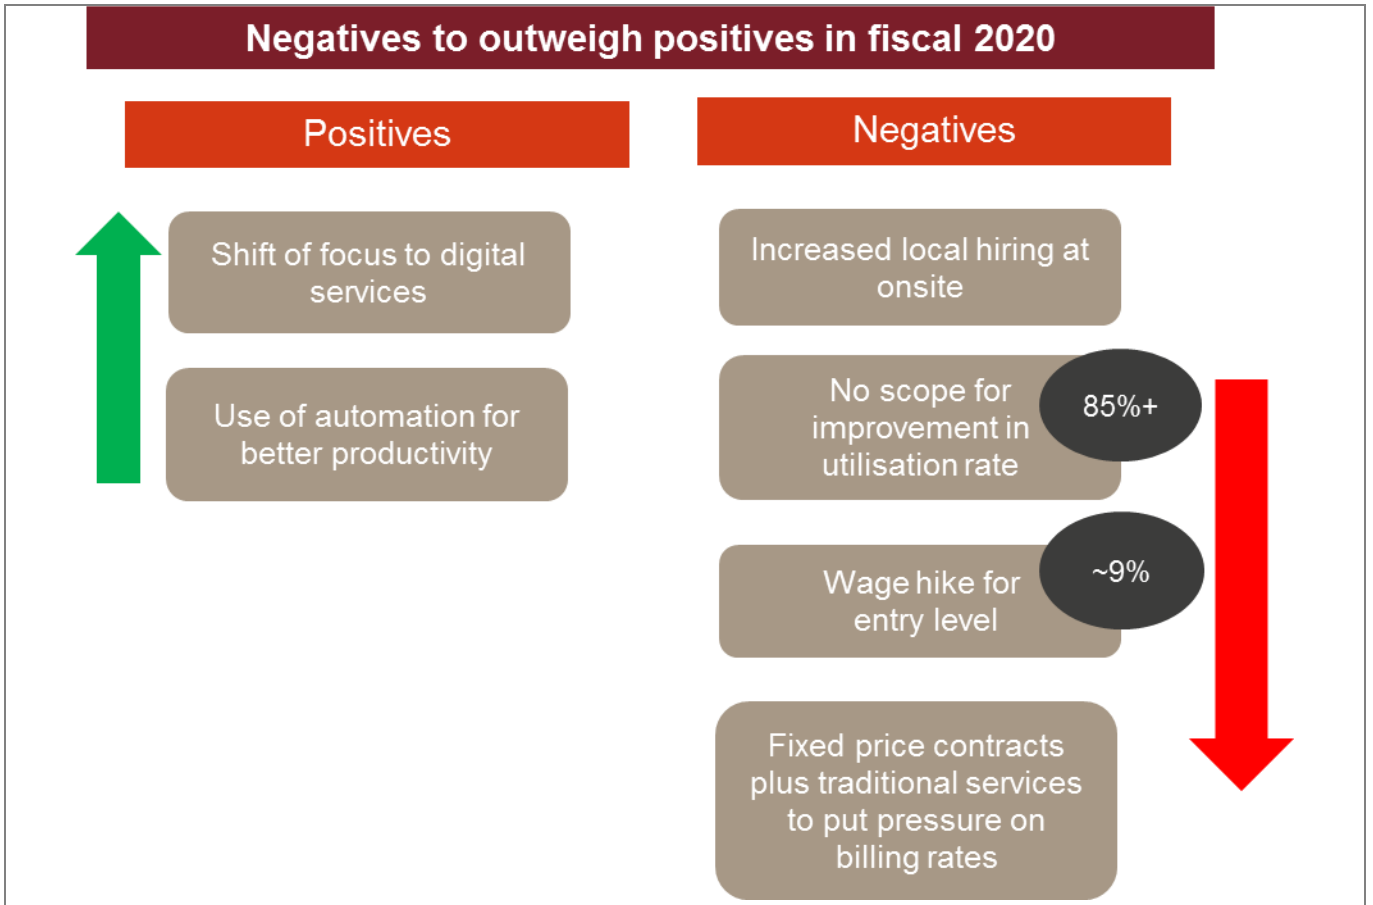 Negatives to outweigh positives in fiscal 2020
Positives
Shift of focus to digital
services
Use of automation for
better productivity
Negatives
Increased local hiring at
onsite
No scope for
improvement in
utilisation rate
85%+
Wage hike for
entry level
~9%
Fixed price contracts
plus traditional services
to put pressure on
billing rates